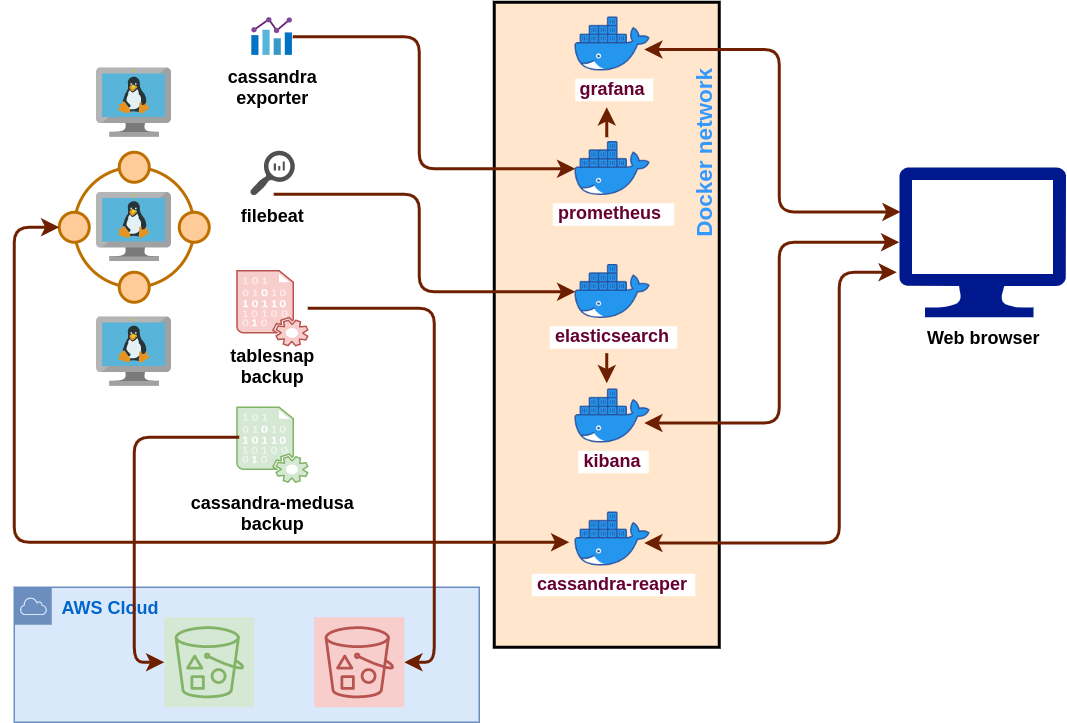 cassandra
exporter
filebeat
tablesnap
backup
cassandra-medusa
backup
AWS Cloud
Docker network
grafana
prometheus
elasticsearch
kibana
cassandra-reaper
Web browser